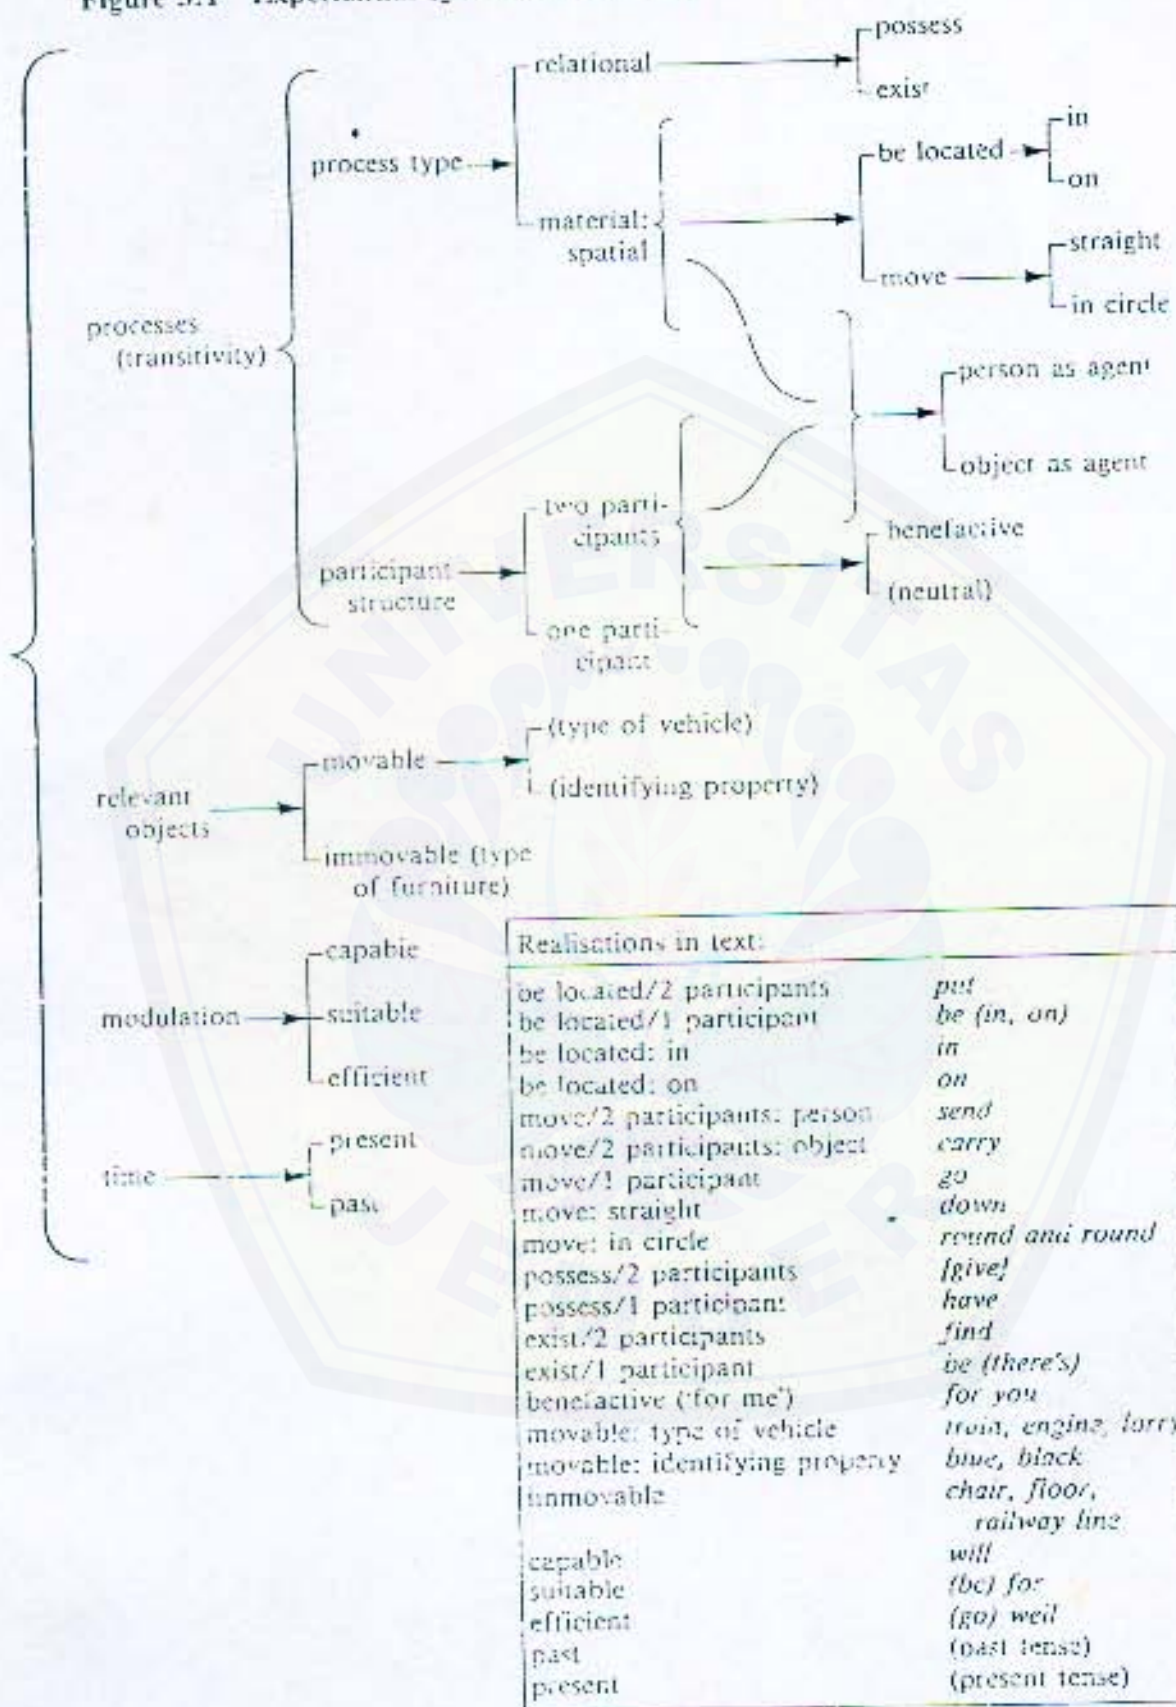 possess
relational
exist
in
process type
be located
on
material:
spatial
straight
move
in circle
processes
(transitivity)
person as agent
object as agent
two parti-
cipants
benefactive
participant
structure
(neutral)
one parti-
cipant
(type of vehicle)
movable
(identifying property)
relevant
objects
immovable (type
of furniture)
capable
modulation
suitable
efficient
present
time
past
Realisations in text:
be located/2 participants put
be located/1 participant be (in, on)
be located: in in
be located: on on
move/2 participants: person send
move/2 participants: object carry
move/1 participant go
move: straight down
move: in circle round and round
possess/2 participants [give]
possess/1 participant have
exist/2 participants find
exist/1 participant be (there's)
benefactive ('for me') for you
movable: type of vehicle train, engine, lorry
movable: identifying property blue, black
immovable chair, floor,
railway line
capable will
suitable (be) for
efficient (go) well
past (past tense)
present (present tense)
UNIVERSITAS
JEMBER